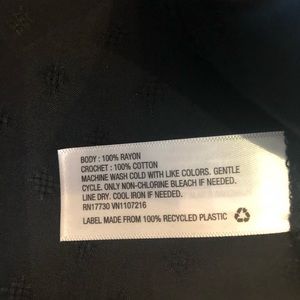 BODY : 100% RAYON
CROCHET : 100% COTTON
MACHINE WASH COLD WITH LIKE COLORS. GENTLE
CYCLE. ONLY NON-CHLORINE BLEACH IF NEEDED.
LINE DRY. COOL IRON IF NEEDED.
RN17730 VN1107216
LABEL MADE FROM 100% RECYCLED PLASTIC